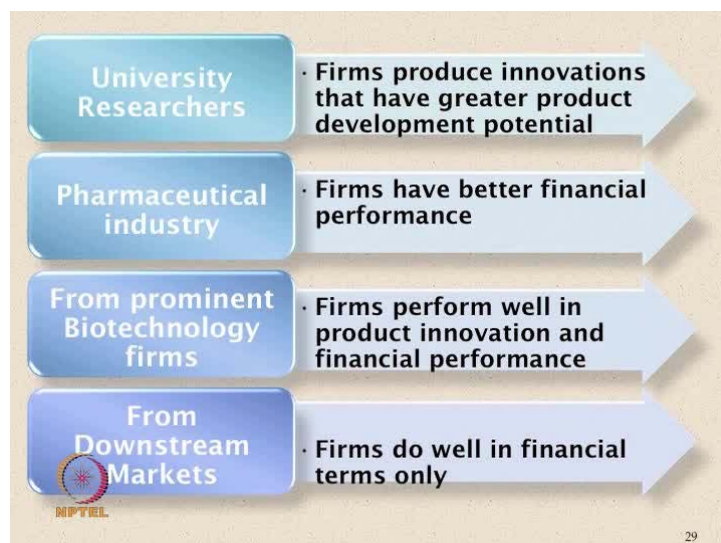 University
Researchers
· Firms produce innovations
that have greater product
development potential
Pharmaceutical
industry
· Firms have better financial
performance
From prominent
Biotechnology
firms
· Firms perform well in
product innovation and
financial performance
From
Downstream
Markets
· Firms do well in financial
terms only
NPTEL
29